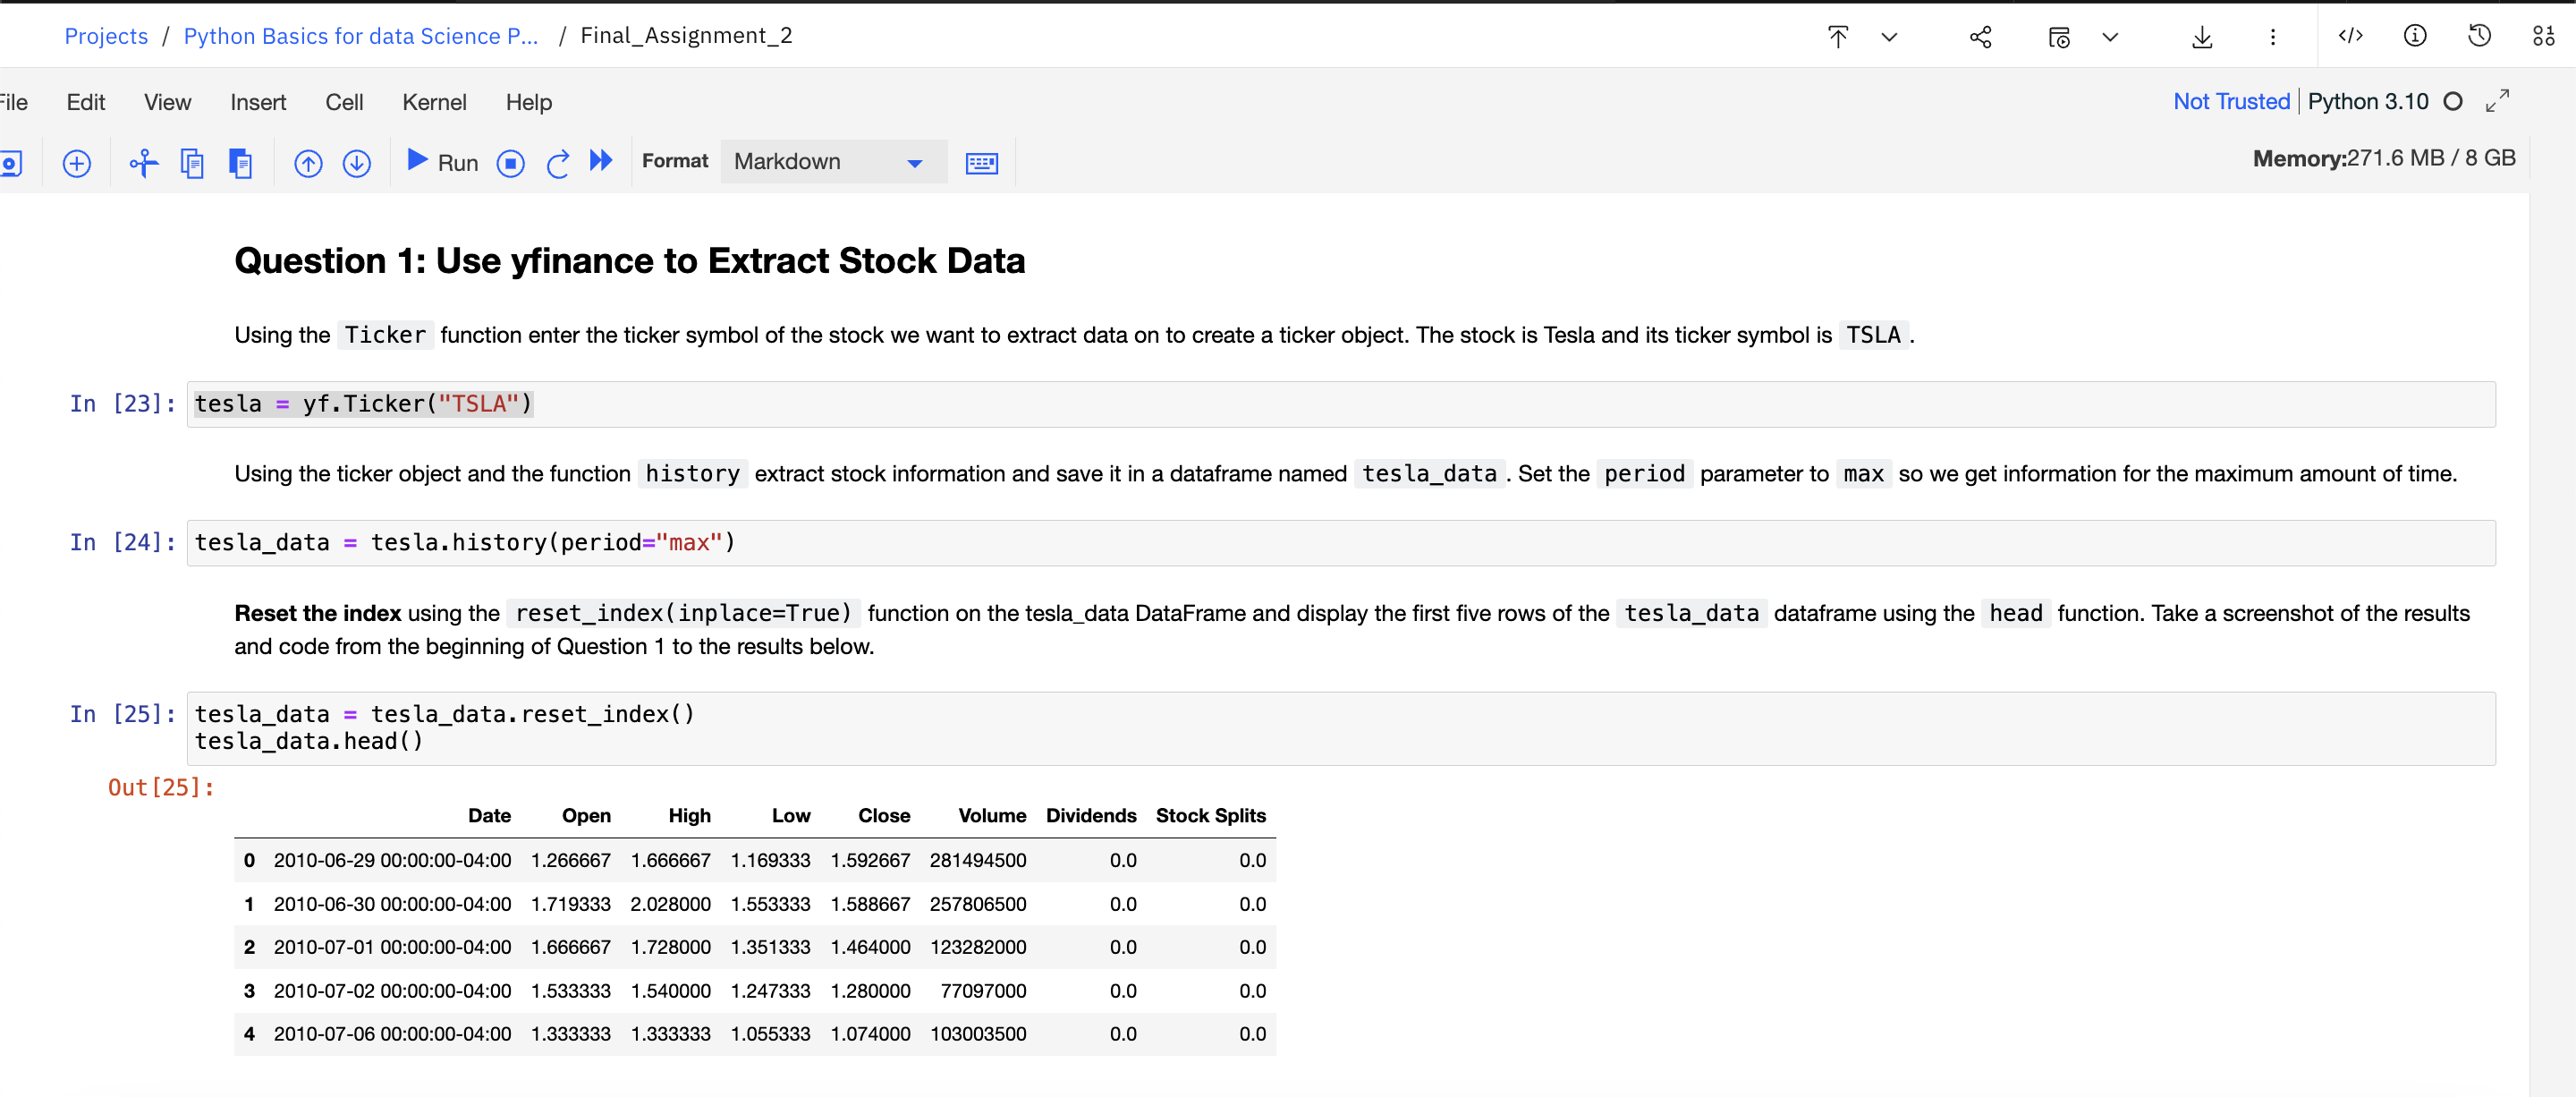 Projects / Python Basics for data Science P... / Final_Assignment_2
File Edit View Insert Cell Kernel Help
Not Trusted | Python 3.10
Run Format Markdown
Memory:271.6 MB / 8 GB
Question 1: Use yfinance to Extract Stock Data
Using the Ticker function enter the ticker symbol of the stock we want to extract data on to create a ticker object. The stock is Tesla and its ticker symbol is TSLA .
In [23]: tesla = yf.Ticker("TSLA")
Using the ticker object and the function history extract stock information and save it in a dataframe named tesla_data . Set the period parameter to max so we get information for the maximum amount of time.
In [24]: tesla_data = tesla.history(period="max")
Reset the index using the reset_index(inplace=True) function on the tesla_data DataFrame and display the first five rows of the tesla_data dataframe using the head function. Take a screenshot of the results
and code from the beginning of Question 1 to the results below.
In [25]: tesla_data = tesla_data.reset_index()
tesla_data.head()
Out[25]:
Date Open High Low Close Volume Dividends Stock Splits
0 2010-06-29 00:00:00-04:00 1.266667 1.666667 1.169333 1.592667 281494500 0.0 0.0
1 2010-06-30 00:00:00-04:00 1.719333 2.028000 1.553333 1.588667 257806500 0.0 0.0
2 2010-07-01 00:00:00-04:00 1.666667 1.728000 1.351333 1.464000 123282000 0.0 0.0
3 2010-07-02 00:00:00-04:00 1.533333 1.540000 1.247333 1.280000 77097000 0.0 0.0
4 2010-07-06 00:00:00-04:00 1.333333 1.333333 1.055333 1.074000 103003500 0.0 0.0